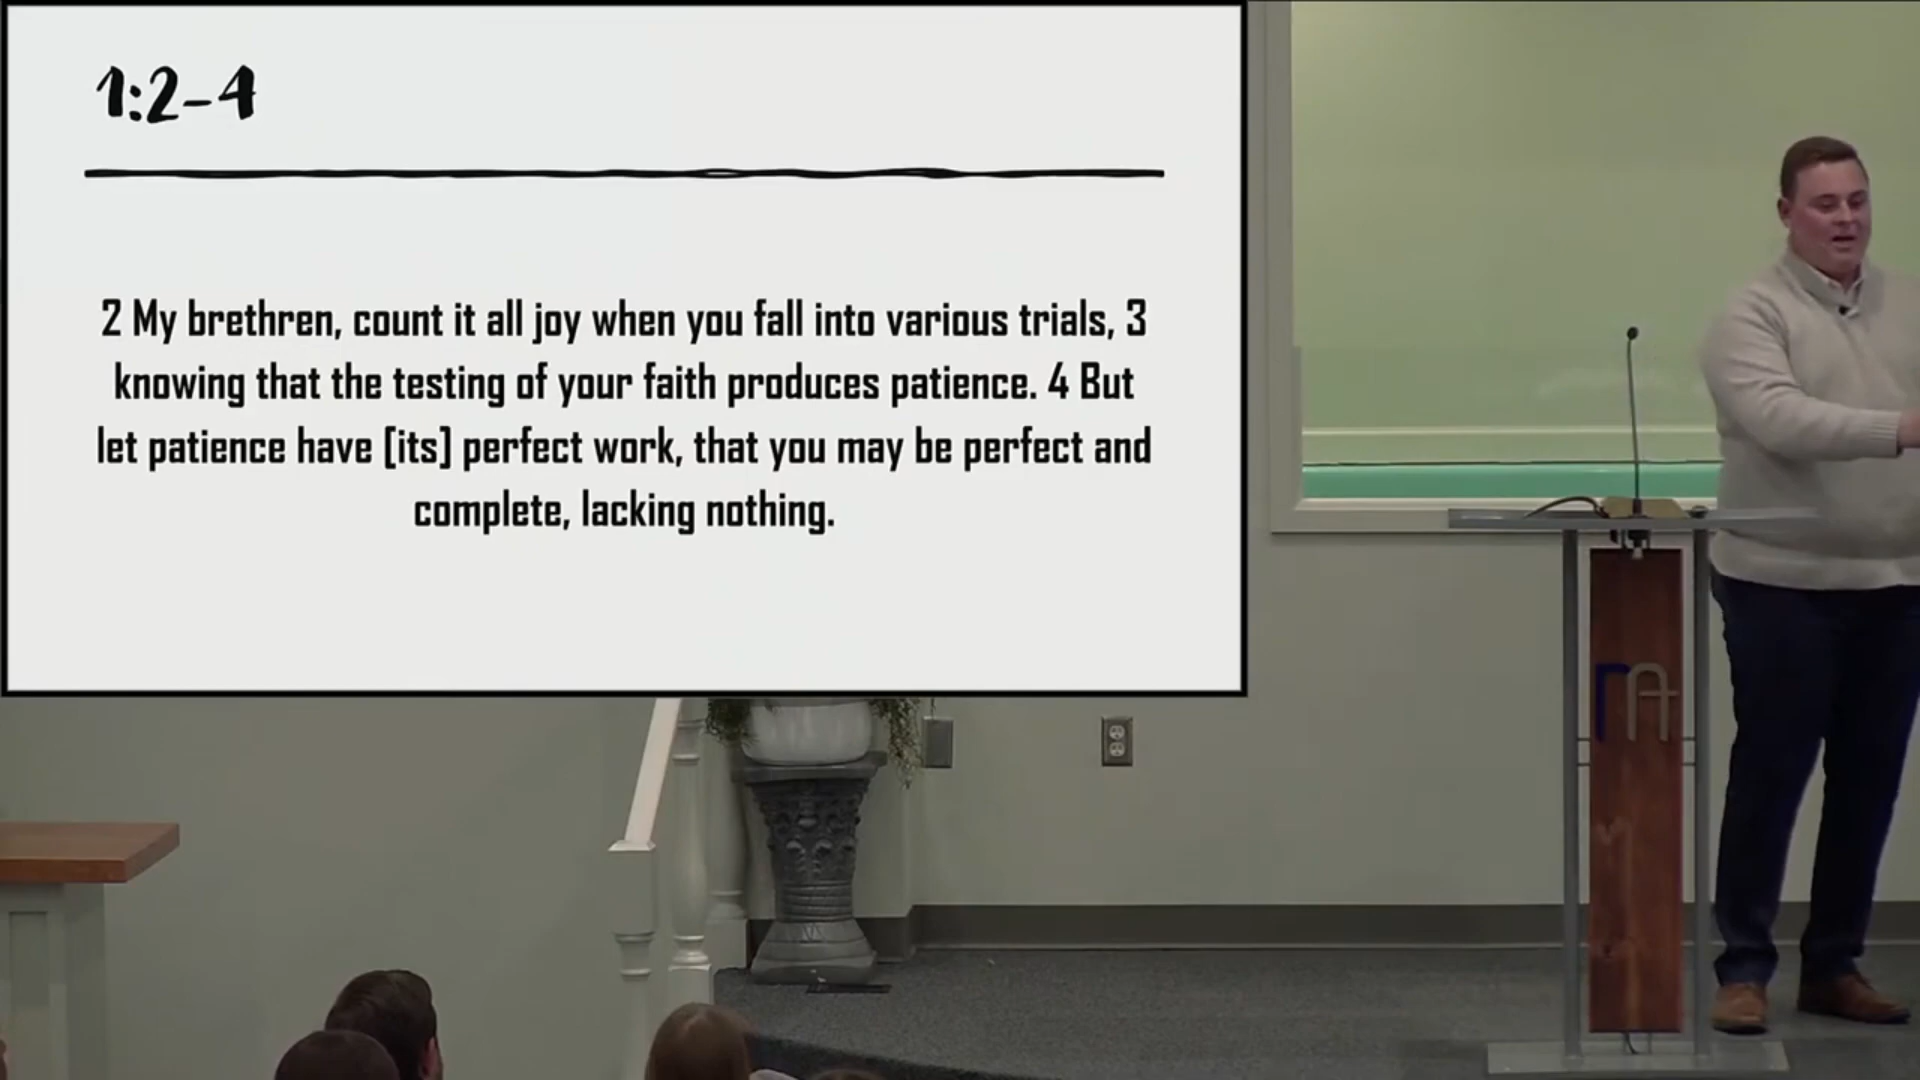 1:2-4
2 My brethren, count it all joy when you fall into various trials, 3
knowing that the testing of your faith produces patience. 4 But
let patience have [its] perfect work, that you may be perfect and
complete, lacking nothing.